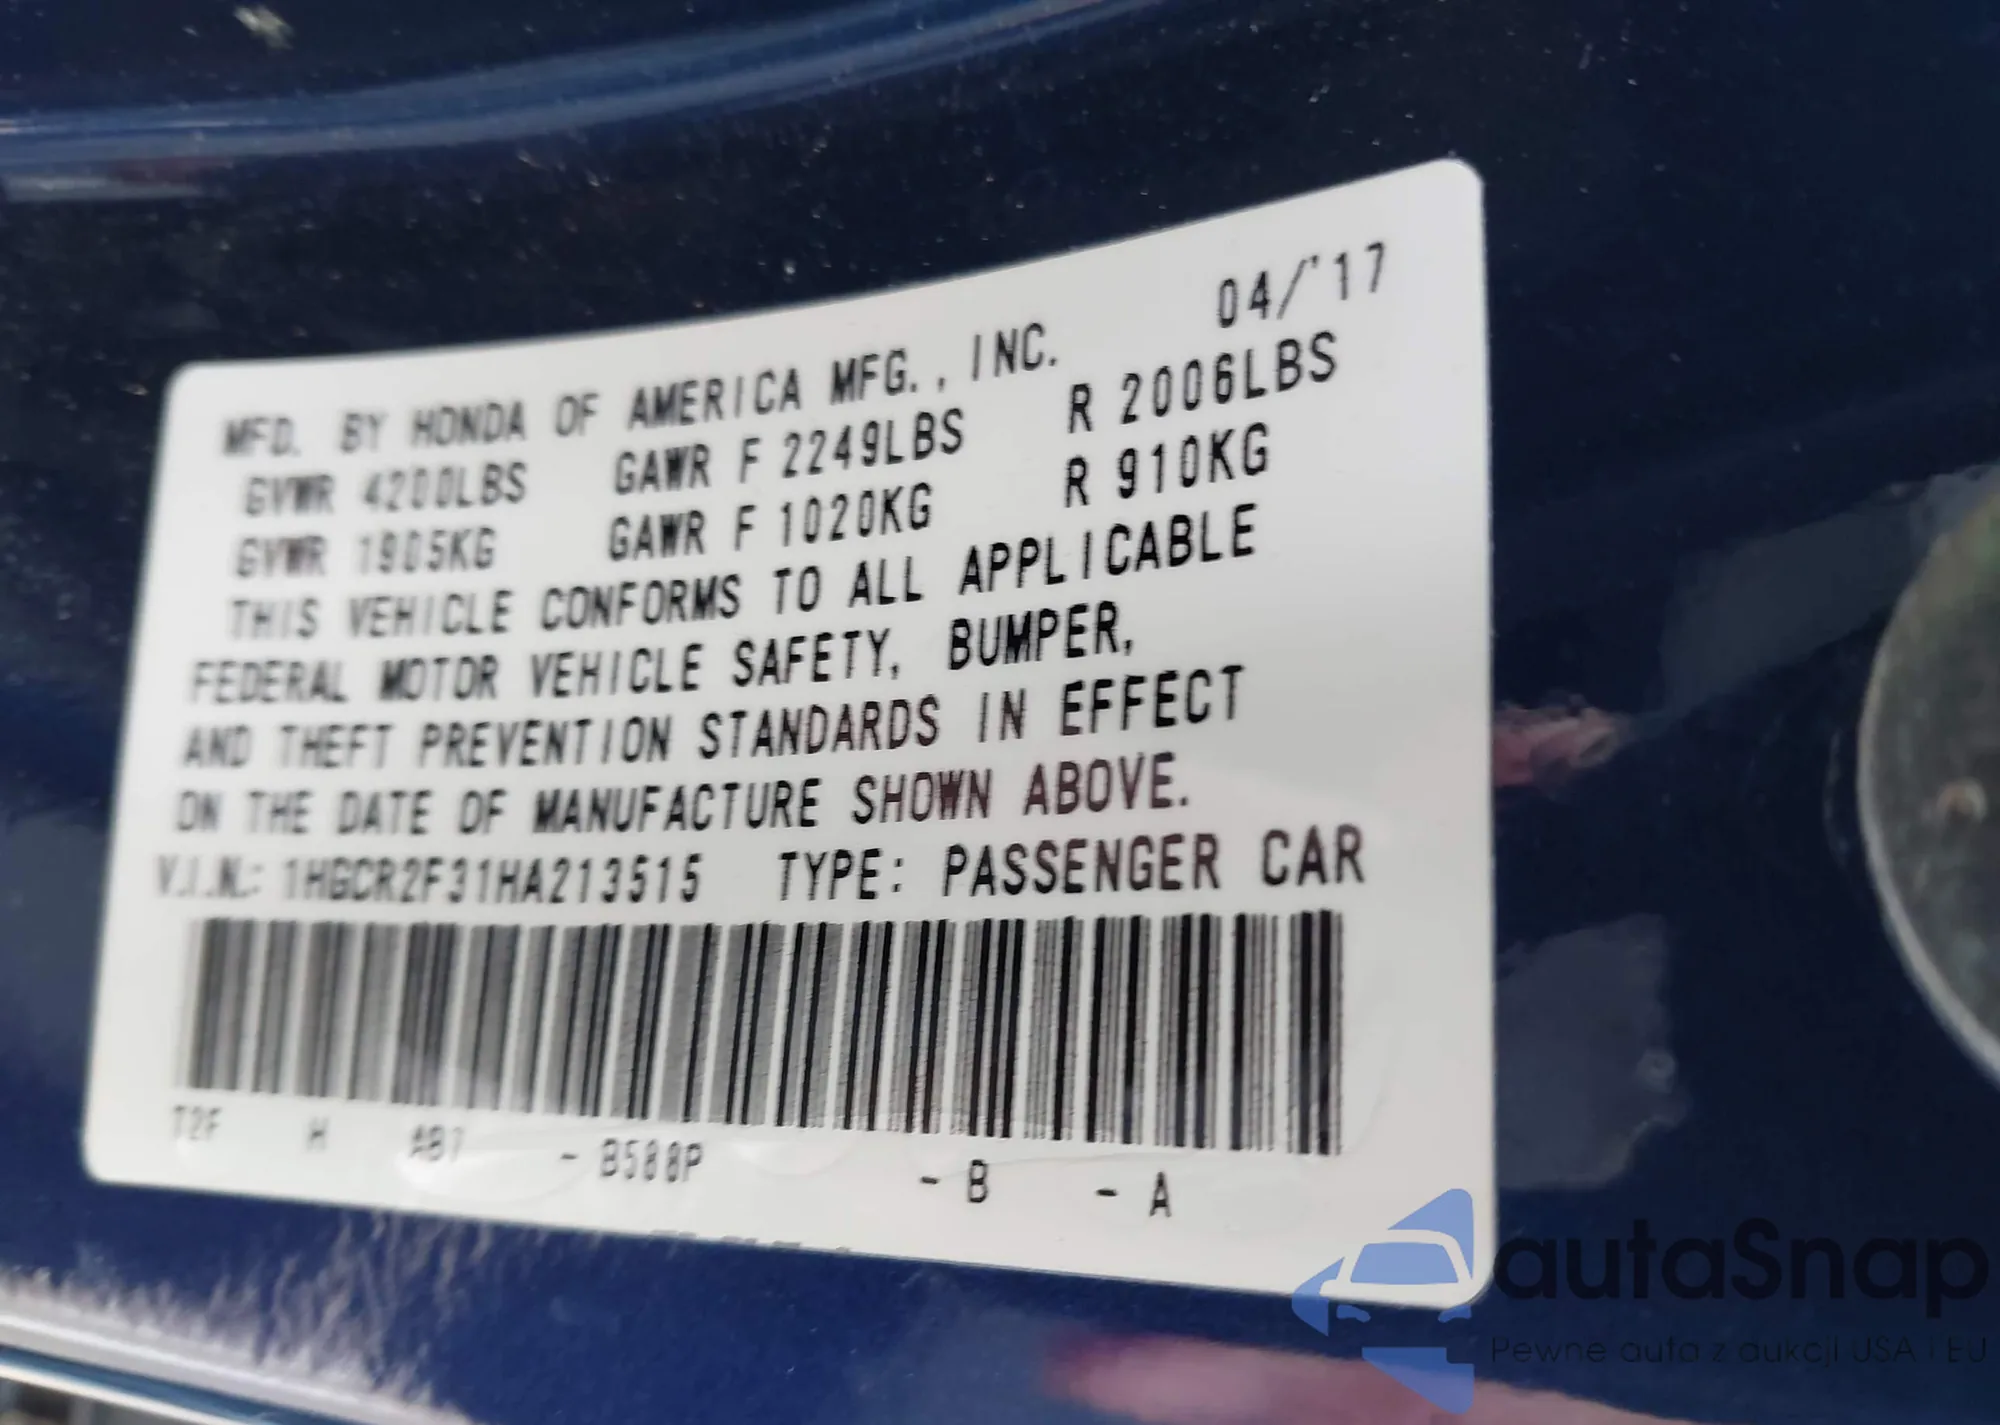 04/'17
MFD. BY HONDA OF AMERICA MFG., INC.
GVWR 4200LBS GAWR F 2249LBS R 2006LBS
GVWR 1905KG GAWR F 1020KG R 910KG
THIS VEHICLE CONFORMS TO ALL APPLICABLE
FEDERAL MOTOR VEHICLE SAFETY, BUMPER,
AND THEFT PREVENTION STANDARDS IN EFFECT
ON THE DATE OF MANUFACTURE SHOWN ABOVE.
V.I.N.: 1HGCR2F31HA213515 TYPE: PASSENGER CAR
T2F H AB7 - B588P - B - A
autaSnap
Pewne auta z aukcji USA i EU